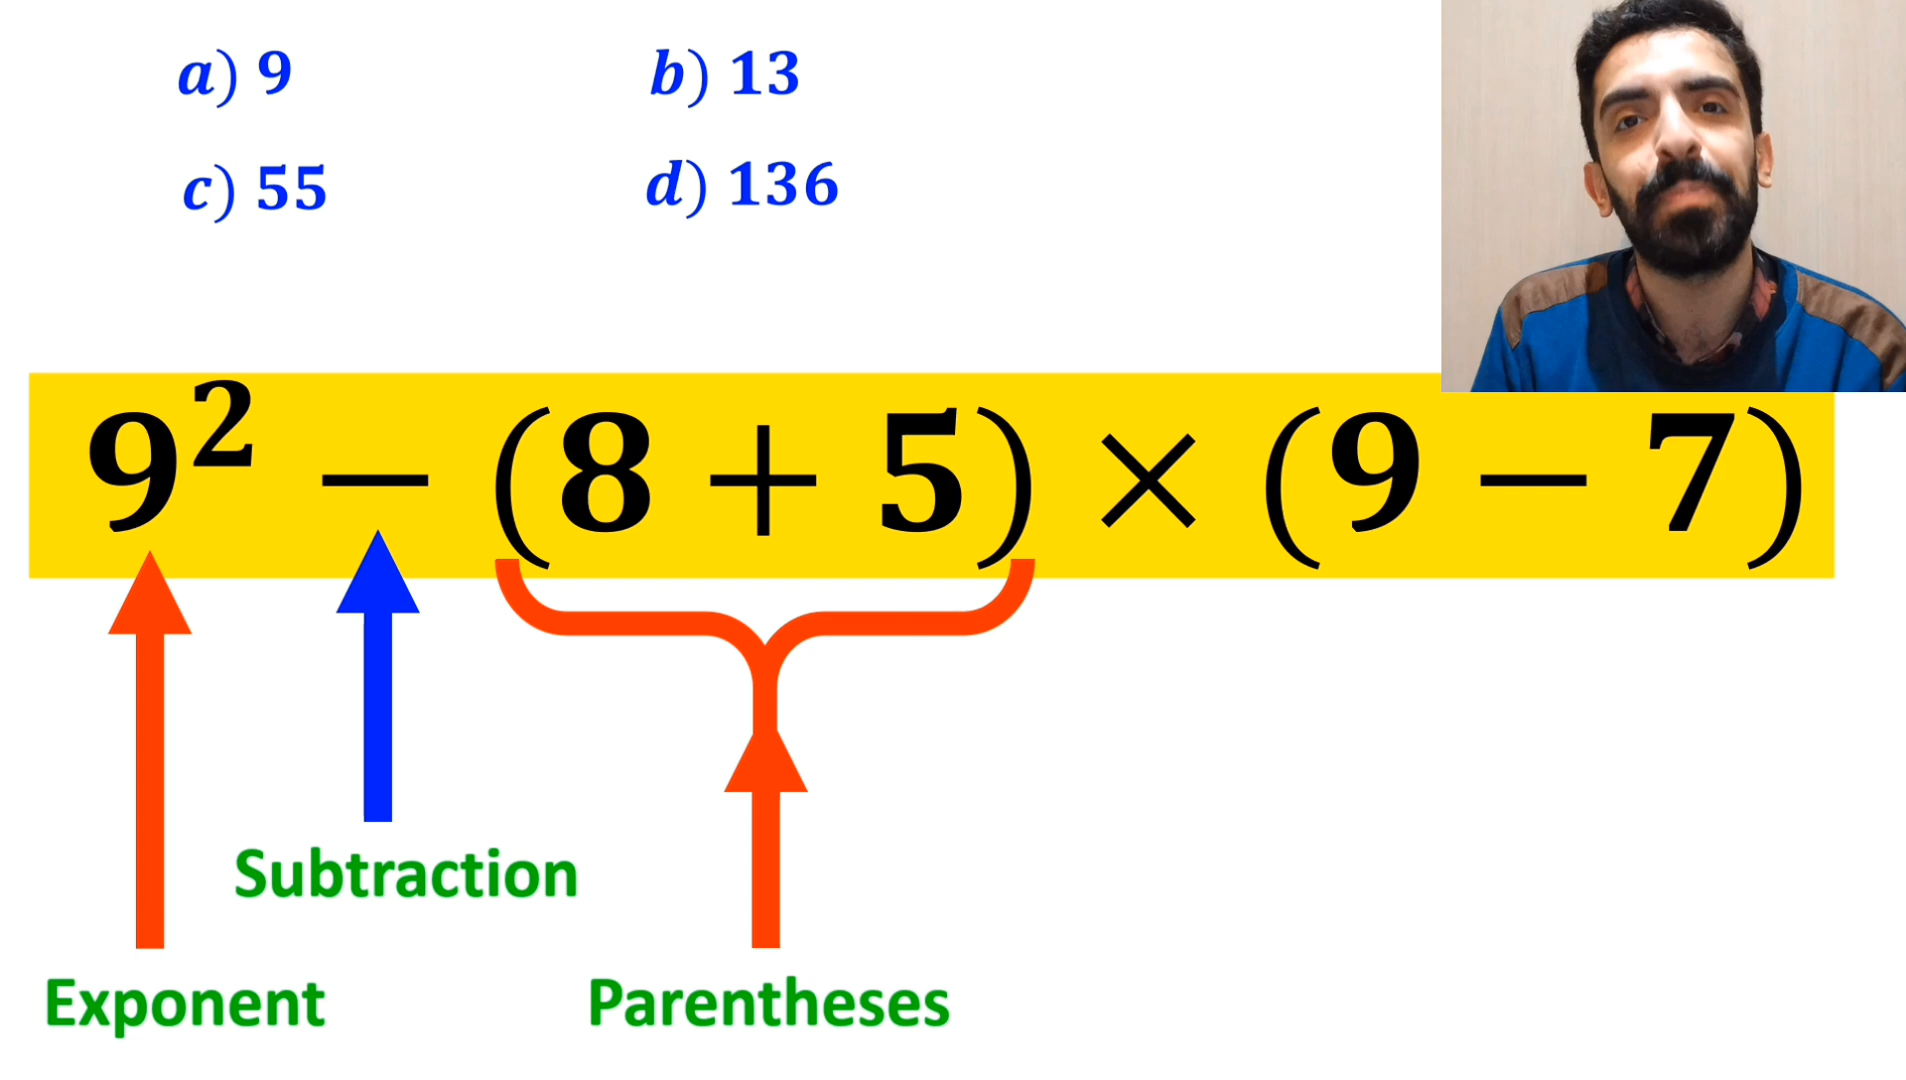 a) 9 b) 13
c) 55 d) 136
9² − (8 + 5) × (9 − 7)
Subtraction
Exponent Parentheses